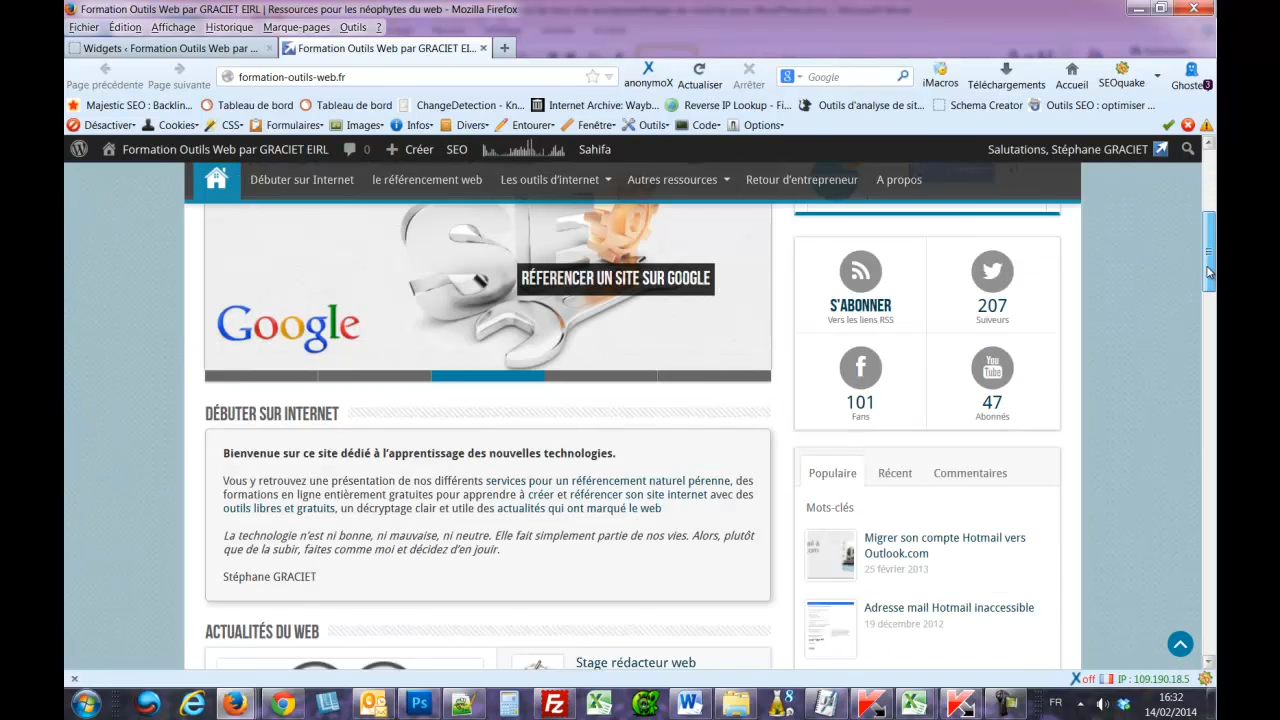 Formation Outils Web par GRACIET EIRL | Ressources pour les néophytes du web - Mozilla Firefox
Fichier Édition Affichage Historique Marque-pages Outils ?
Widgets ‹ Formation Outils Web par ... Formation Outils Web par GRACIET EI...
Page précédente Page suivante formation-outils-web.fr anonymoX Actualiser Arrêter Google iMacros Téléchargements Accueil SEOquake Ghoste 3
Majestic SEO : Backlin... Tableau de bord Tableau de bord ChangeDetection - Kn... Internet Archive: Wayb... Reverse IP Lookup - Fi... Outils d'analyse de sit... Schema Creator Outils SEO : optimiser ...
Désactiver Cookies CSS Formulaires Images Infos Divers Entourer Fenêtre Outils Code Options
Formation Outils Web par GRACIET EIRL 0 Créer SEO Sahifa Salutations, Stéphane GRACIET
Débuter sur Internet le référencement web Les outils d'internet Autres ressources Retour d'entrepreneur A propos
RÉFERENCER UN SITE SUR GOOGLE
Google
S'ABONNER
Vers les liens RSS
207
Suiveurs
101
Fans
You Tube
47
Abonnés
DÉBUTER SUR INTERNET
Bienvenue sur ce site dédié à l'apprentissage des nouvelles technologies.
Vous y retrouvez une présentation de nos différents services pour un référencement naturel pérenne, des
formations en ligne entièrement gratuites pour apprendre à créer et référencer son site internet avec des
outils libres et gratuits, un décryptage clair et utile des actualités qui ont marqué le web
La technologie n'est ni bonne, ni mauvaise, ni neutre. Elle fait simplement partie de nos vies. Alors, plutôt
que de la subir, faites comme moi et décidez d'en jouir.
Stéphane GRACIET
Populaire Récent Commentaires
Mots-clés
Migrer son compte Hotmail vers
Outlook.com
25 février 2013
Adresse mail Hotmail inaccessible
19 décembre 2012
ACTUALITÉS DU WEB
Stage rédacteur web
X off IP : 109.190.18.5
FR 16:32
14/02/2014